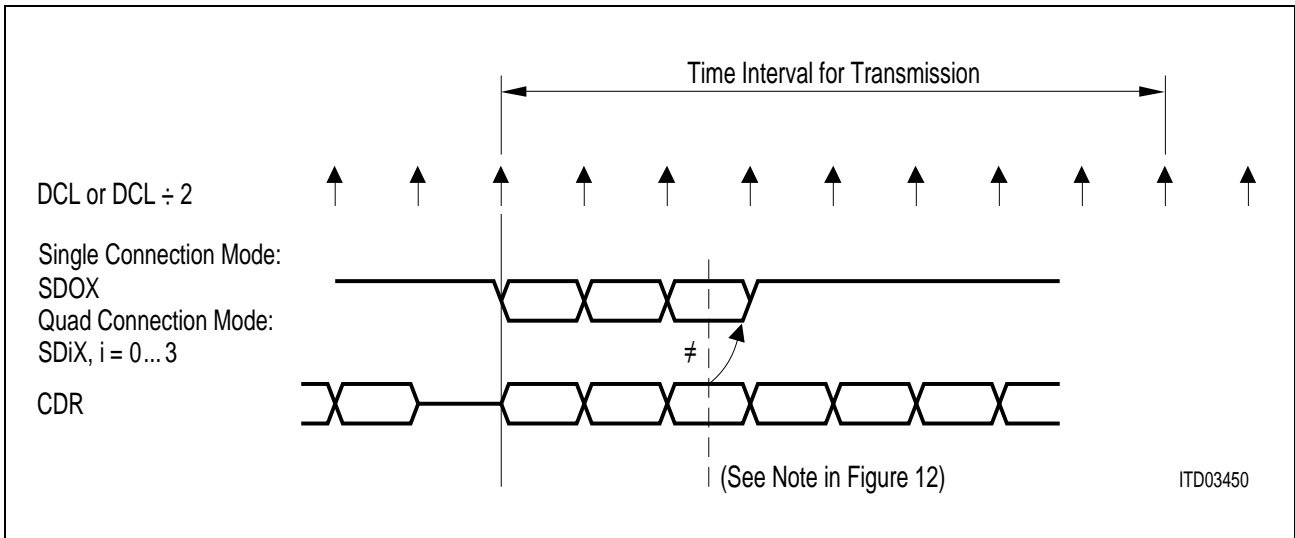 Time Interval for Transmission
DCL or DCL ÷ 2
Single Connection Mode:
SDOX
Quad Connection Mode:
SDiX, i = 0... 3
≠
CDR
(See Note in Figure 12)
ITD03450